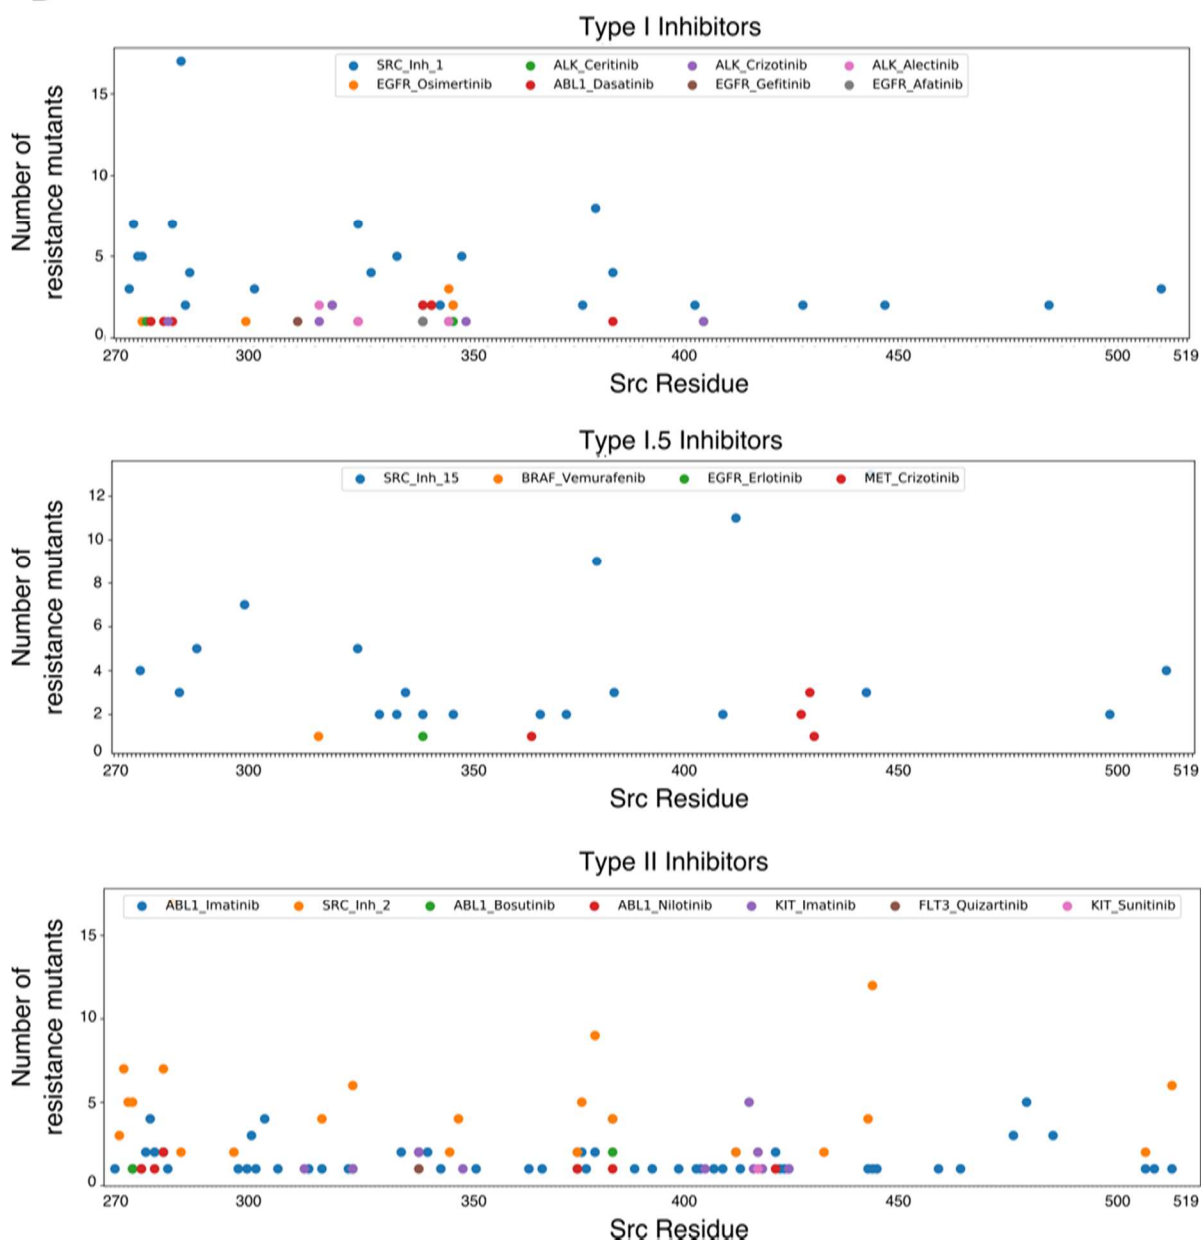 Type I Inhibitors
SRC_Inh_1 ALK_Ceritinib ALK_Crizotinib ALK_Alectinib
EGFR_Osimertinib ABL1_Dasatinib EGFR_Gefitinib EGFR_Afatinib
Number of
resistance mutants
15
10
5
0
270 300 350 400 450 500 519
Src Residue
Type I.5 Inhibitors
SRC_Inh_15 BRAF_Vemurafenib EGFR_Erlotinib MET_Crizotinib
Number of
resistance mutants
12
10
8
6
4
2
0
270 300 350 400 450 500 519
Src Residue
Type II Inhibitors
ABL1_Imatinib SRC_Inh_2 ABL1_Bosutinib ABL1_Nilotinib KIT_Imatinib FLT3_Quizartinib KIT_Sunitinib
Number of
resistance mutants
15
10
5
0
270 300 350 400 450 500 519
Src Residue